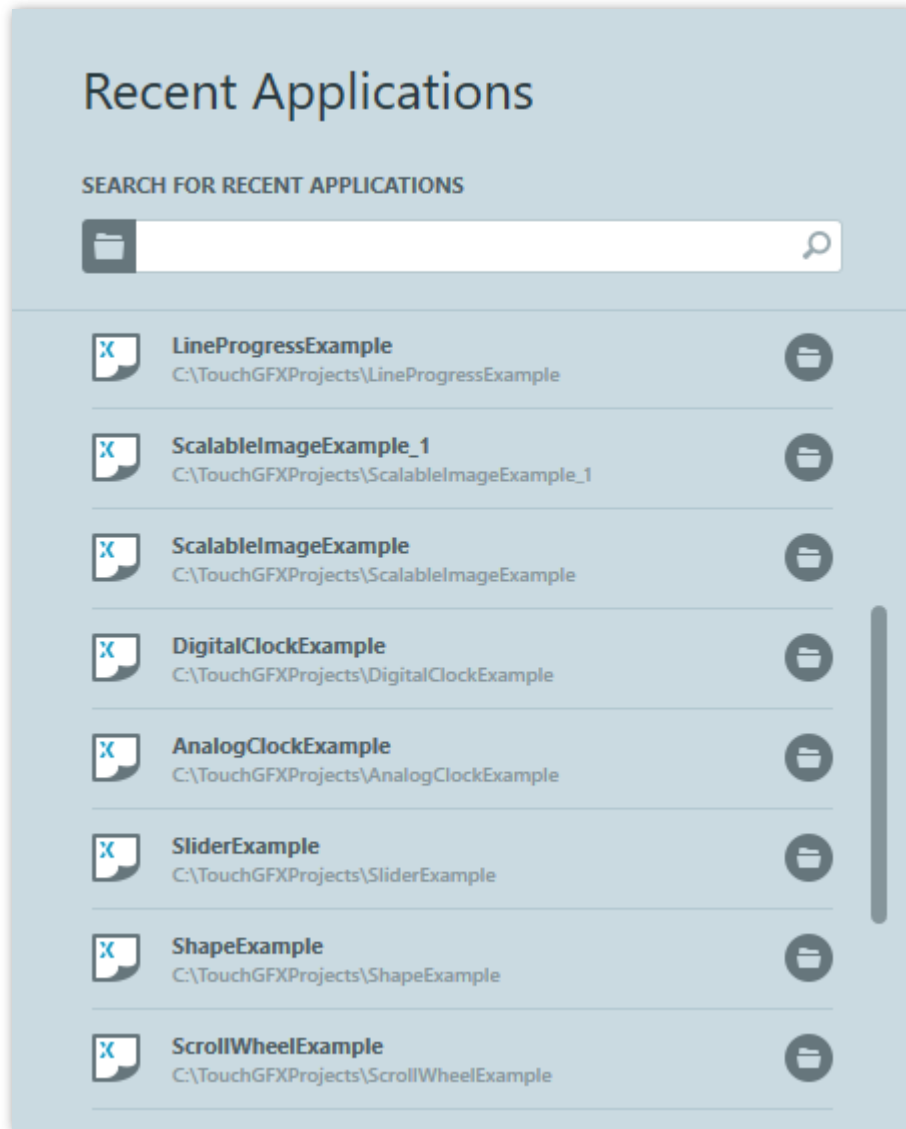 Recent Applications
SEARCH FOR RECENT APPLICATIONS
LineProgressExample
C:\TouchGFXProjects\LineProgressExample
ScalableImageExample_1
C:\TouchGFXProjects\ScalableImageExample_1
ScalableImageExample
C:\TouchGFXProjects\ScalableImageExample
DigitalClockExample
C:\TouchGFXProjects\DigitalClockExample
AnalogClockExample
C:\TouchGFXProjects\AnalogClockExample
SliderExample
C:\TouchGFXProjects\SliderExample
ShapeExample
C:\TouchGFXProjects\ShapeExample
ScrollWheelExample
C:\TouchGFXProjects\ScrollWheelExample